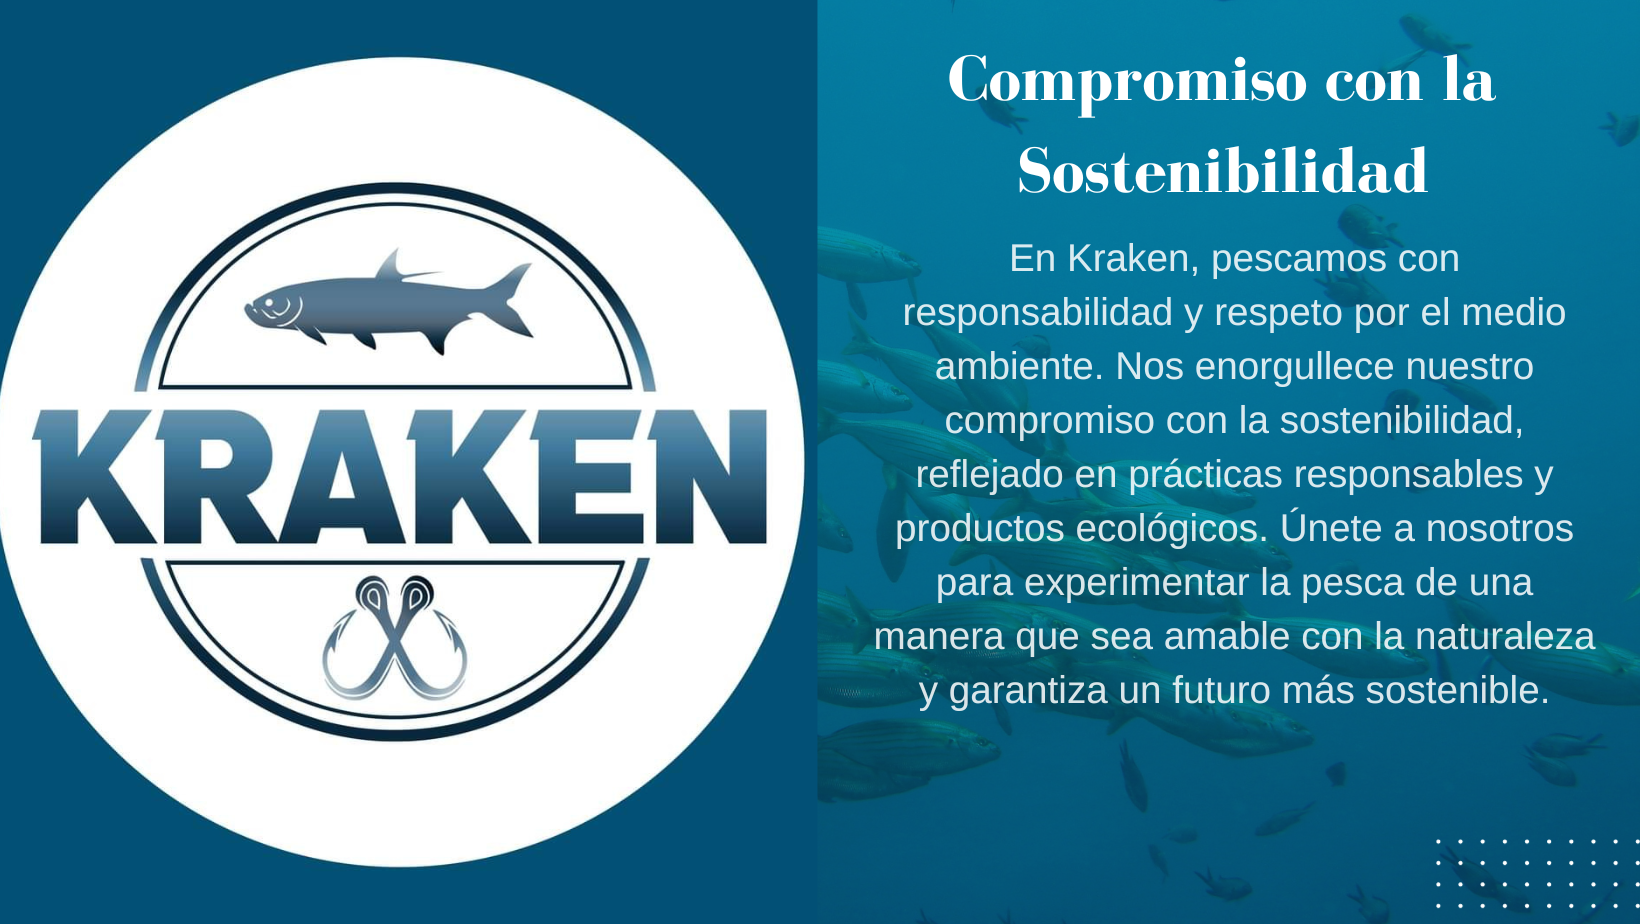 KRAKEN
Compromiso con la
Sostenibilidad
En Kraken, pescamos con
responsabilidad y respeto por el medio
ambiente. Nos enorgullece nuestro
compromiso con la sostenibilidad,
reflejado en prácticas responsables y
productos ecológicos. Únete a nosotros
para experimentar la pesca de una
manera que sea amable con la naturaleza
y garantiza un futuro más sostenible.